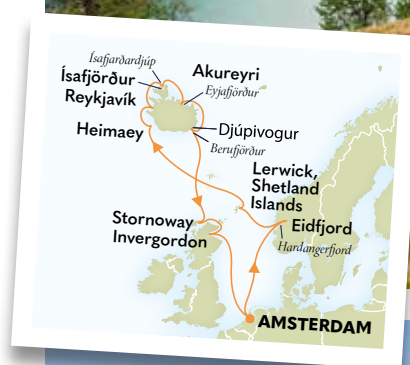 Ísafjarðardjúp
Ísafjörður
Akureyri
Eyjafjörður
Reykjavík
Heimaey
Djúpivogur
Berufjörður
Lerwick,
Shetland
Islands
Stornoway
Invergordon
Eidfjord
Hardangerfjord
AMSTERDAM